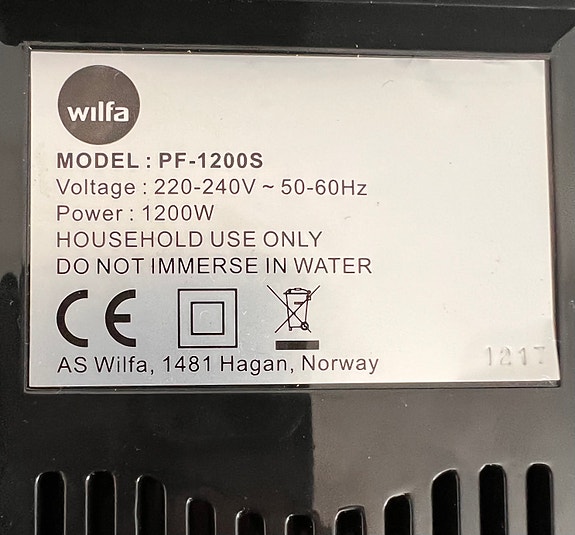 wilfa
MODEL : PF-1200S
Voltage : 220-240V ~ 50-60Hz
Power : 1200W
HOUSEHOLD USE ONLY
DO NOT IMMERSE IN WATER
CE
AS Wilfa, 1481 Hagan, Norway
1217